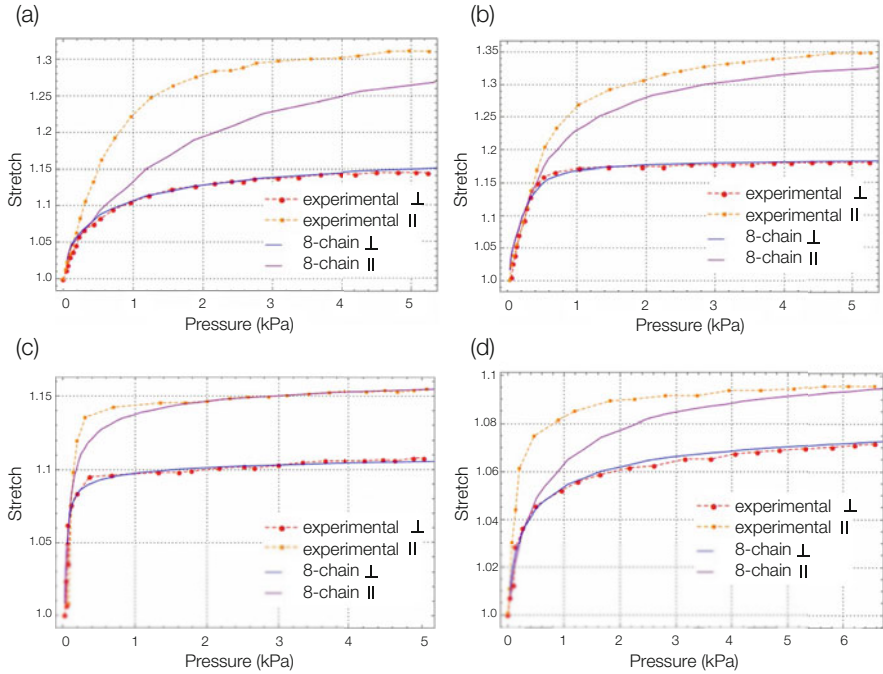 (a)
Stretch
1.3
1.25
1.2
1.15
1.1
1.05
1.0
experimental ⊥
experimental ||
8-chain ⊥
8-chain ||
0 1 2 3 4 5
Pressure (kPa)
(b)
Stretch
1.35
1.3
1.25
1.2
1.15
1.1
1.05
1.0
experimental ⊥
experimental ||
8-chain ⊥
8-chain ||
0 1 2 3 4 5
Pressure (kPa)
(c)
Stretch
1.15
1.1
1.05
1.0
experimental ⊥
experimental ||
8-chain ⊥
8-chain ||
0 1 2 3 4 5
Pressure (kPa)
(d)
Stretch
1.1
1.08
1.06
1.04
1.02
1.0
experimental ⊥
experimental ||
8-chain ⊥
8-chain ||
0 1 2 3 4 5 6
Pressure (kPa)